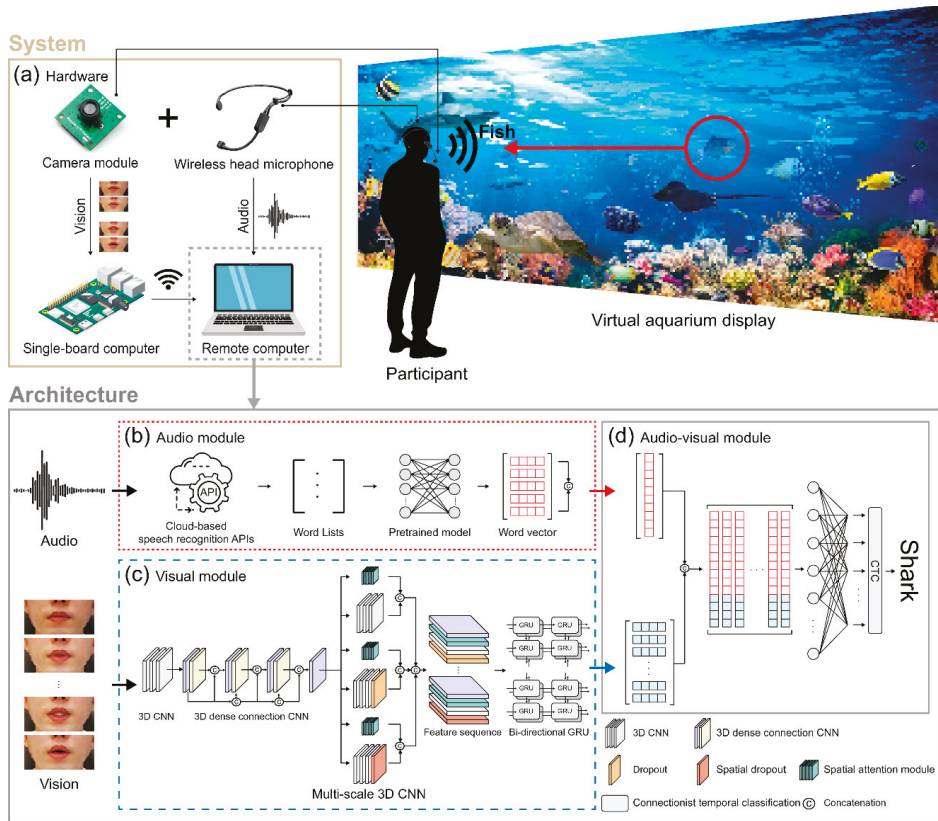 System
(a) Hardware
Camera module
Wireless head microphone
Vision
Audio
Single-board computer
Remote computer
Fish
Participant
Virtual aquarium display
Architecture
Audio
(b) Audio module
API
Cloud-based
speech recognition APIs
Word Lists
Pretrained model
C
Word vector
Vision
(c) Visual module
3D CNN
C
C
C
C
C
3D dense connection CNN
C
C
C
C
C
Multi-scale 3D CNN
Feature sequence
GRU GRU
GRU GRU
GRU GRU
GRU GRU
Bi-directional GRU
(d) Audio-visual module
C
CTC
Shark
3D CNN
3D dense connection CNN
Dropout
Spatial dropout
Spatial attention module
Connectionist temporal classification
C Concatenation